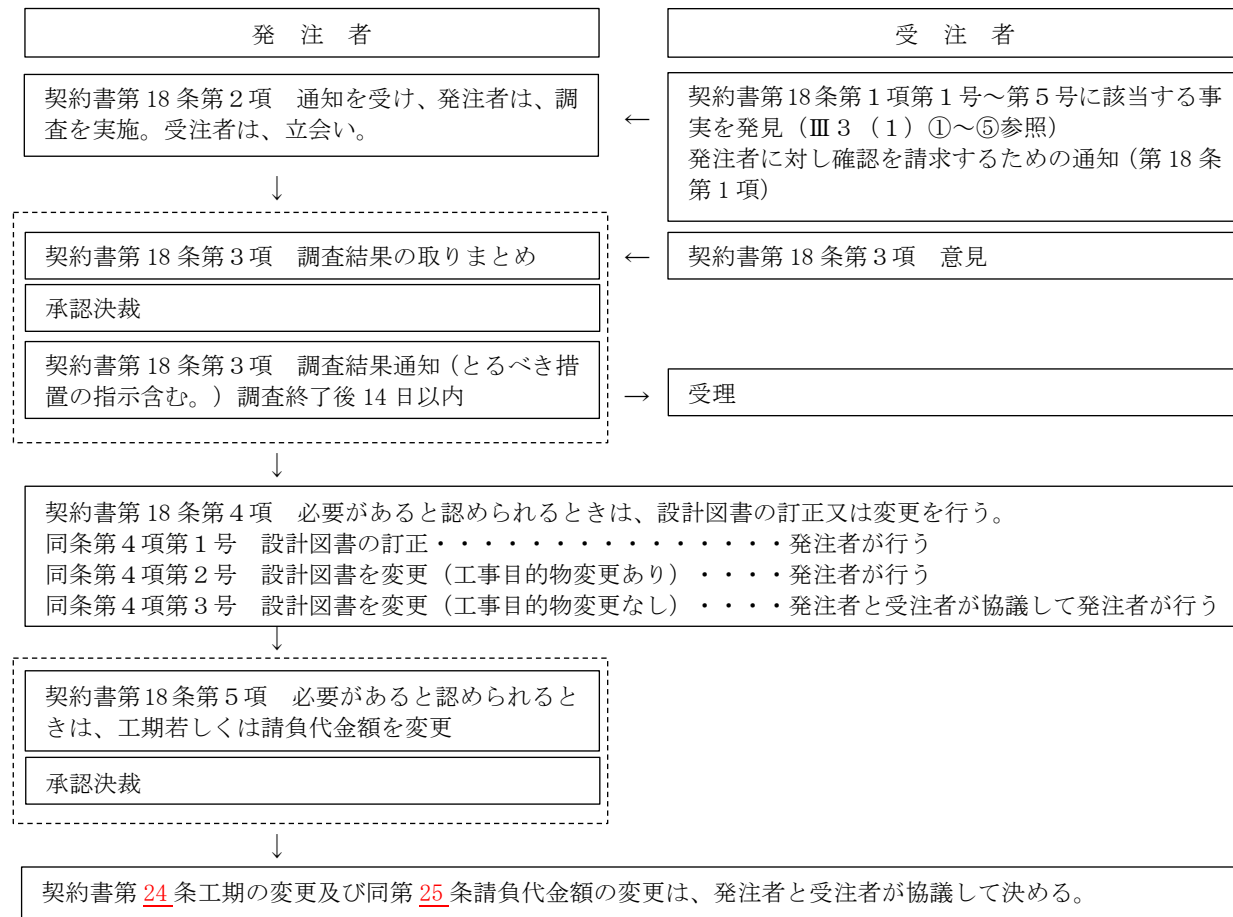 発 注 者
受 注 者
契約書第 18 条第２項　通知を受け、発注者は、調
査を実施。受注者は、立会い。
←
契約書第18条第１項第１号～第５号に該当する事
実を発見（Ⅲ３（１）①～⑤参照）
発注者に対し確認を請求するための通知（第 18 条
第１項）
↓
契約書第 18 条第３項　調査結果の取りまとめ
←
契約書第 18 条第３項　意見
承認決裁
契約書第 18 条第３項　調査結果通知（とるべき措
置の指示含む。）調査終了後 14 日以内
→
受理
↓
契約書第 18 条第４項　必要があると認められるときは、設計図書の訂正又は変更を行う。
同条第４項第１号　設計図書の訂正・・・・・・・・・・・・・・・発注者が行う
同条第４項第２号　設計図書を変更（工事目的物変更あり）・・・・発注者が行う
同条第４項第３号　設計図書を変更（工事目的物変更なし）・・・・発注者と受注者が協議して発注者が行う
↓
契約書第18条第５項　必要があると認められると
きは、工期若しくは請負代金額を変更
承認決裁
↓
契約書第 24 条工期の変更及び同第 25 条請負代金額の変更は、発注者と受注者が協議して決める。